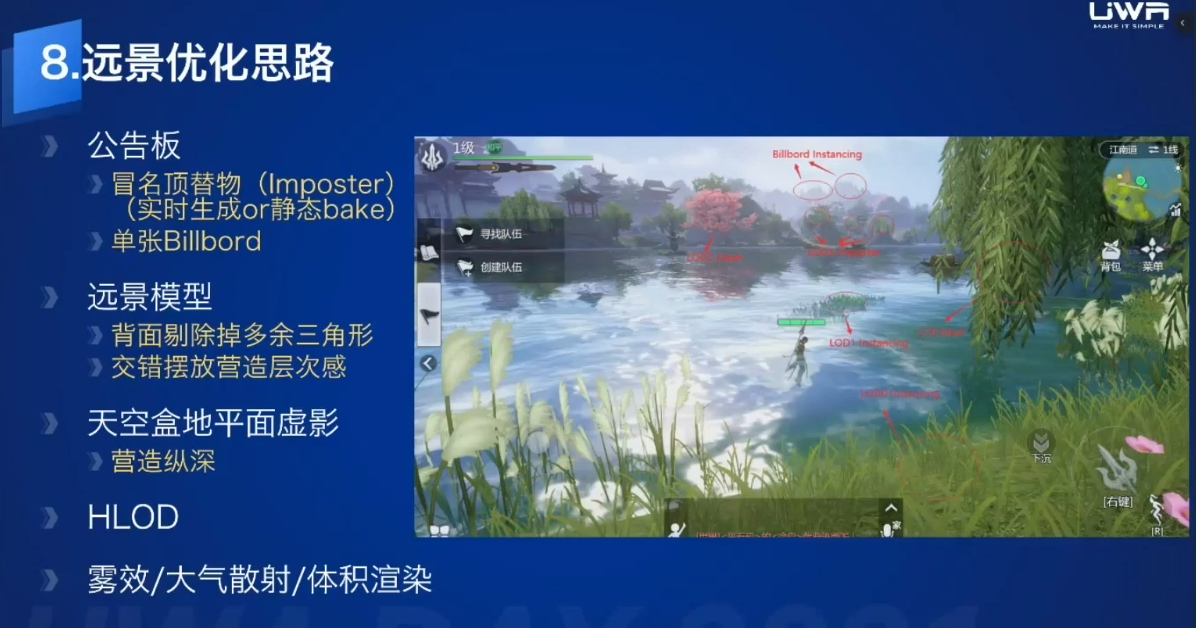 UWA
MAKE IT SIMPLE
8.远景优化思路
公告板
冒名顶替物（Imposter）
（实时生成or静态bake）
单张Billbord
远景模型
背面剔除掉多余三角形
交错摆放营造层次感
天空盒地平面虚影
营造纵深
HLOD
雾效/大气散射/体积渲染
1级
Billbord Instancing
江南道 1线
寻找队伍
创建队伍
背包
菜单
LOD1 Instancing
下沉
[右键]
家
[R]